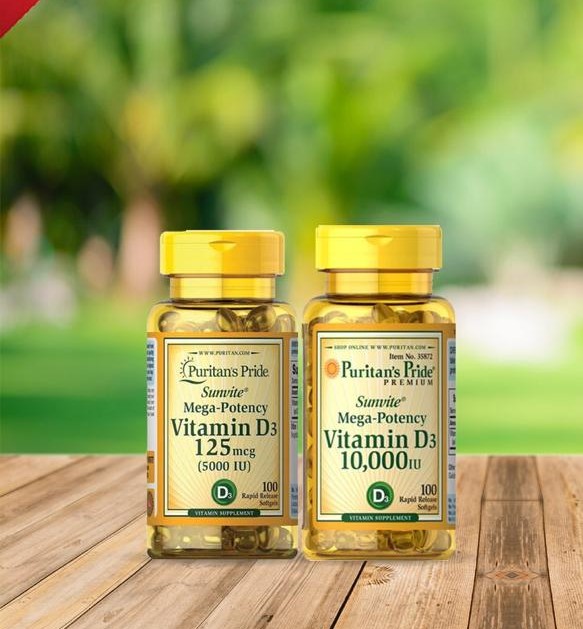 WWW.PURITAN.COM
Puritan's Pride
Sunvite®
Mega-Potency
Vitamin D3
125 mcg
(5000 IU)
D3
100
Rapid Release
Softgels
VITAMIN SUPPLEMENT
SHOP ONLINE WWW.PURITAN.COM
Item No. 35872
Puritan's Pride®
PREMIUM
Sunvite®
Mega-Potency
Vitamin D3
10,000 IU
D3
100
Rapid Release
Softgels
VITAMIN SUPPLEMENT